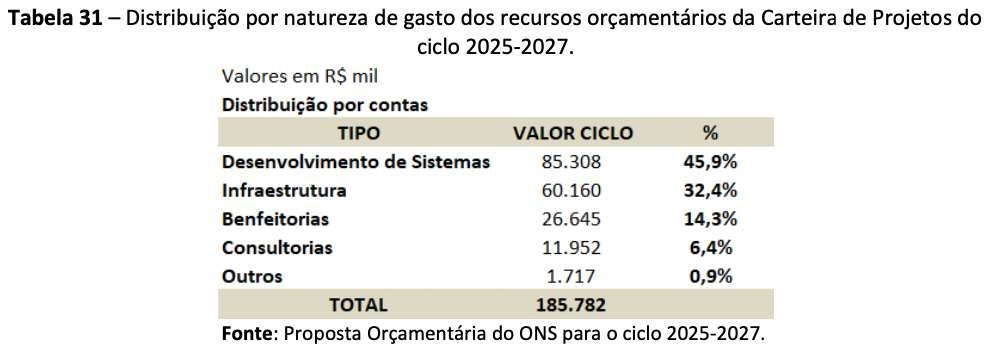 Tabela 31 – Distribuição por natureza de gasto dos recursos orçamentários da Carteira de Projetos do
ciclo 2025-2027.
Valores em R$ mil
Distribuição por contas
TIPO VALOR CICLO %
Desenvolvimento de Sistemas 85.308 45,9%
Infraestrutura 60.160 32,4%
Benfeitorias 26.645 14,3%
Consultorias 11.952 6,4%
Outros 1.717 0,9%
TOTAL 185.782
Fonte: Proposta Orçamentária do ONS para o ciclo 2025-2027.